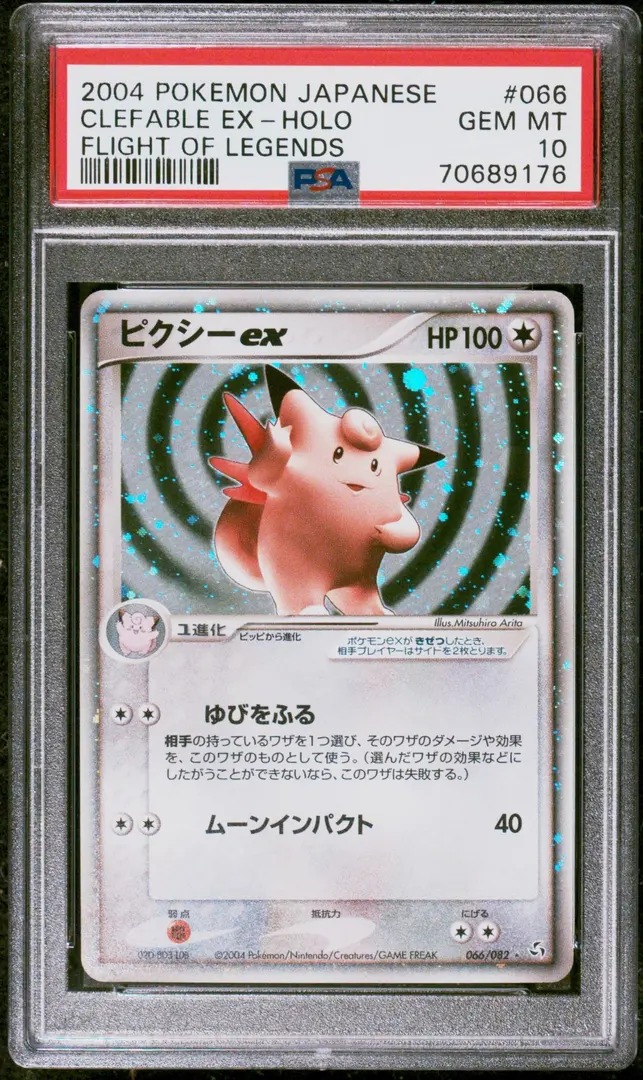 2004 POKEMON JAPANESE #066
CLEFABLE EX-HOLO GEM MT
FLIGHT OF LEGENDS 10
PSA 70689176
ピクシーex HP100
Illus.Mitsuhiro Arita
1進化 ピッピから進化
ポケモンexがきぜつしたとき、
相手プレイヤーはサイドを2枚とります。
ゆびをふる
相手の持っているワザを1つ選び、そのワザのダメージや効果
を、このワザのものとして使う。(選んだワザの効果などに
したがうことができないなら、このワザは失敗する。)
ムーンインパクト 40
弱点 抵抗力 にげる
©2004 Pokémon/Nintendo/Creatures/GAME FREAK 066/082